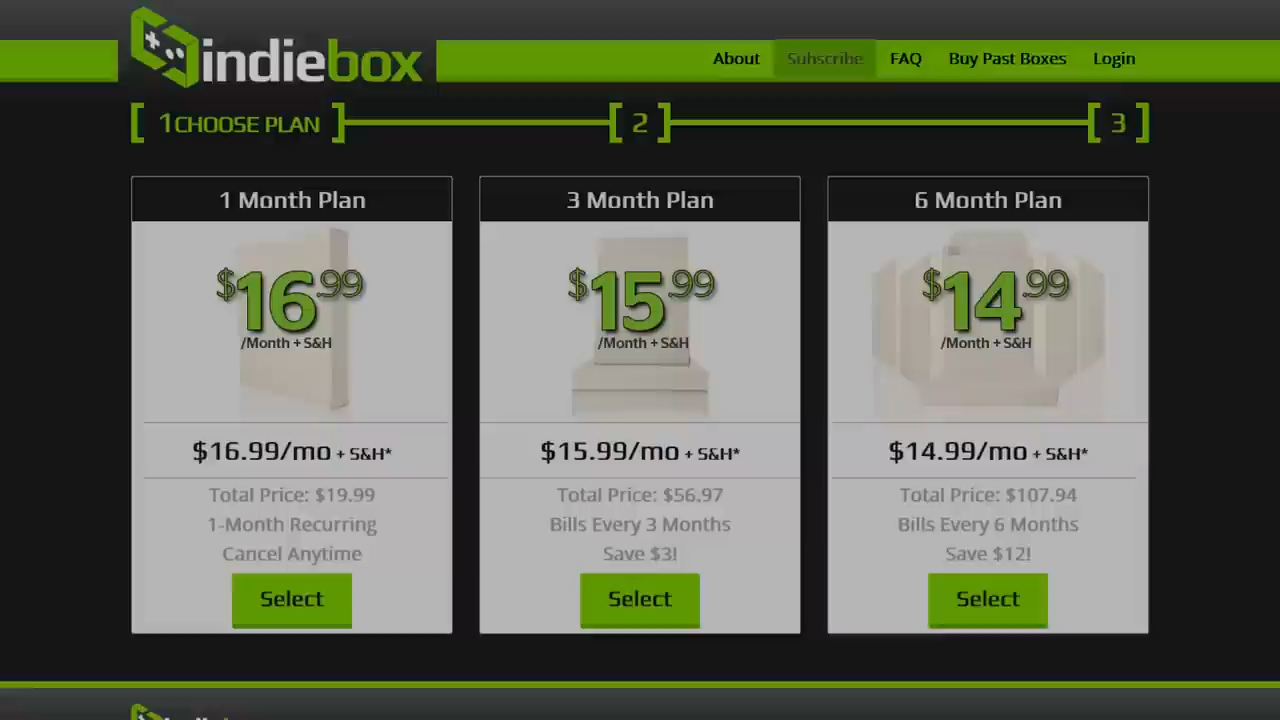 indiebox
About Subscribe FAQ Buy Past Boxes Login
[ 1 CHOOSE PLAN ] [ 2 ] [ 3 ]
1 Month Plan
$16.99
/Month + S&H
$16.99/mo + S&H*
Total Price: $19.99
1-Month Recurring
Cancel Anytime
Select
3 Month Plan
$15.99
/Month + S&H
$15.99/mo + S&H*
Total Price: $56.97
Bills Every 3 Months
Save $3!
Select
6 Month Plan
$14.99
/Month + S&H
$14.99/mo + S&H*
Total Price: $107.94
Bills Every 6 Months
Save $12!
Select